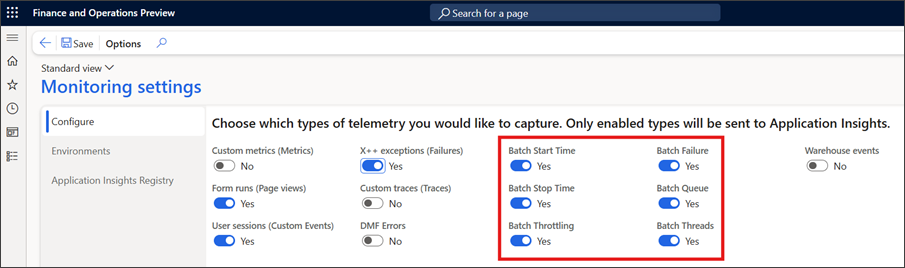 Finance and Operations Preview
Search for a page
Save
Options
Standard view
Monitoring settings
Configure
Environments
Application Insights Registry
Choose which types of telemetry you would like to capture. Only enabled types will be sent to Application Insights.
Custom metrics (Metrics)
No
Form runs (Page views)
Yes
User sessions (Custom Events)
Yes
X++ exceptions (Failures)
Yes
Custom traces (Traces)
No
DMF Errors
No
Batch Start Time
Yes
Batch Stop Time
Yes
Batch Throttling
Yes
Batch Failure
Yes
Batch Queue
Yes
Batch Threads
Yes
Warehouse events
No